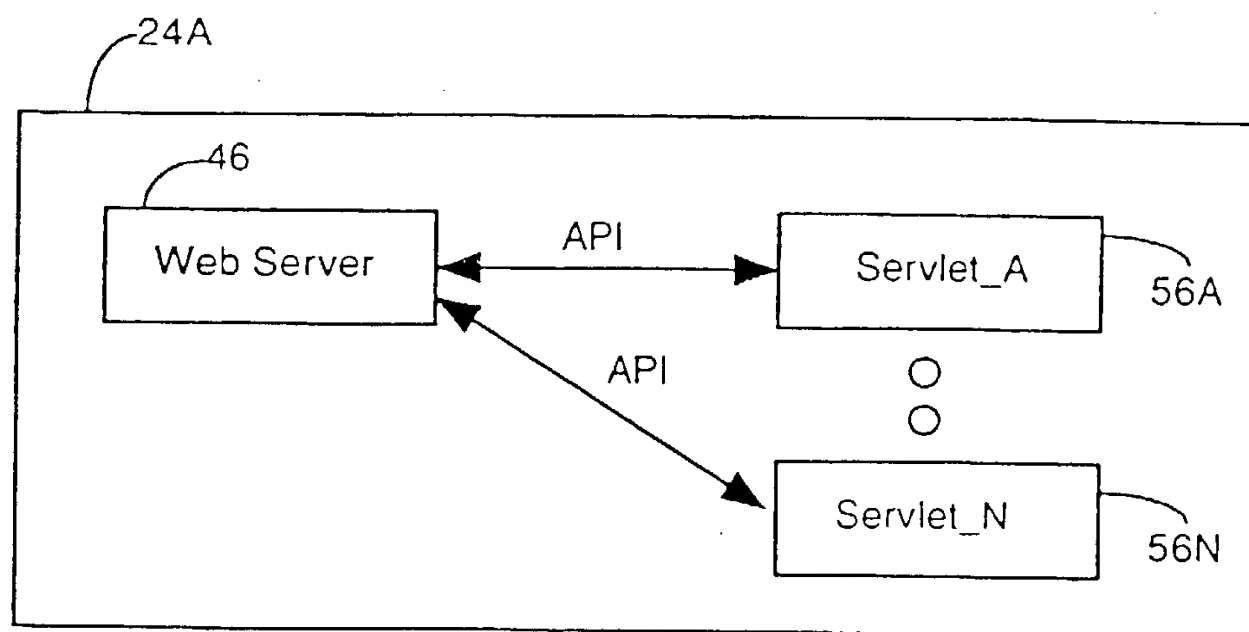 24A
46
Web Server
API
Servlet_A
56A
API
Servlet_N
56N